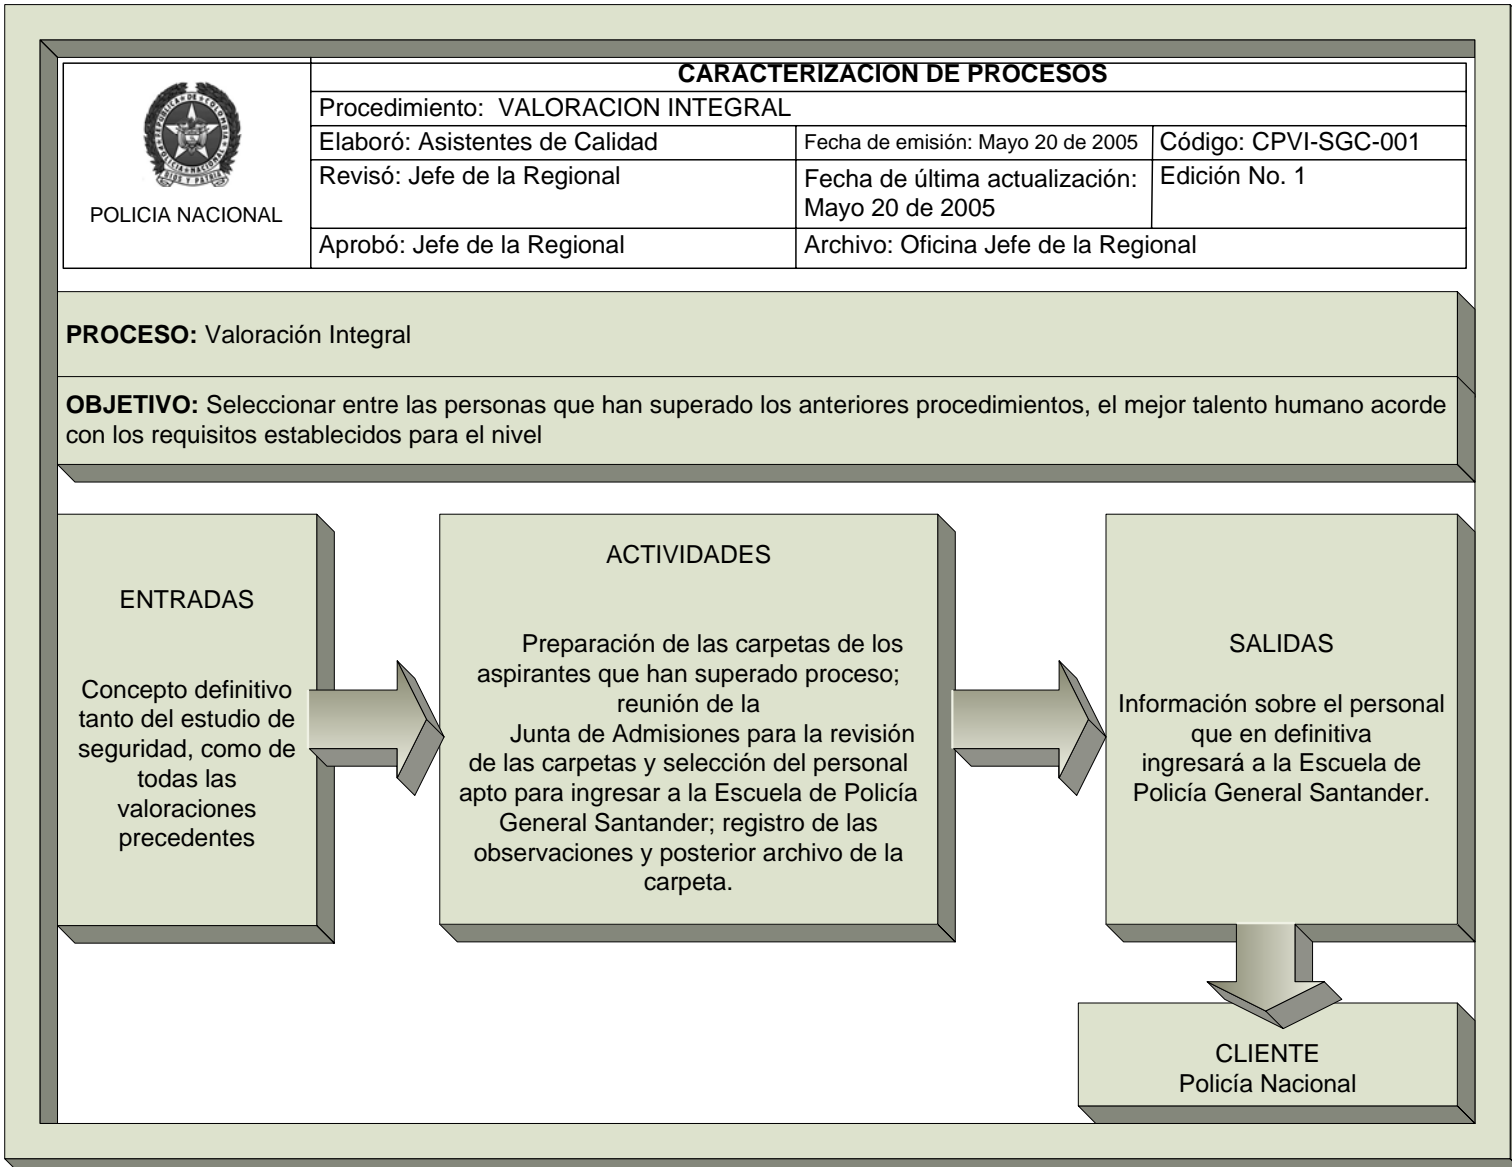 CARACTERIZACION DE PROCESOS
REPUBLICA DE COLOMBIA
POLICIA NACIONAL
DIOS Y PATRIA
POLICIA NACIONAL
Procedimiento: VALORACION INTEGRAL
Elaboró: Asistentes de Calidad
Fecha de emisión: Mayo 20 de 2005
Código: CPVI-SGC-001
Revisó: Jefe de la Regional
Fecha de última actualización:
Mayo 20 de 2005
Edición No. 1
Aprobó: Jefe de la Regional
Archivo: Oficina Jefe de la Regional
PROCESO: Valoración Integral
OBJETIVO: Seleccionar entre las personas que han superado los anteriores procedimientos, el mejor talento humano acorde
con los requisitos establecidos para el nivel
ENTRADAS
Concepto definitivo
tanto del estudio de
seguridad, como de
todas las
valoraciones
precedentes
ACTIVIDADES
Preparación de las carpetas de los
aspirantes que han superado proceso;
reunión de la
Junta de Admisiones para la revisión
de las carpetas y selección del personal
apto para ingresar a la Escuela de Policía
General Santander; registro de las
observaciones y posterior archivo de la
carpeta.
SALIDAS
Información sobre el personal
que en definitiva
ingresará a la Escuela de
Policía General Santander.
CLIENTE
Policía Nacional